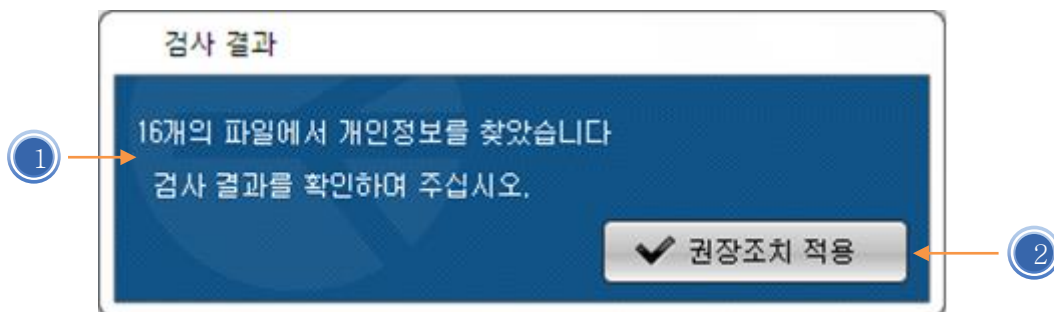 검사 결과
16개의 파일에서 개인정보를 찾았습니다
검사 결과를 확인하여 주십시오.
1
✔ 권장조치 적용
2